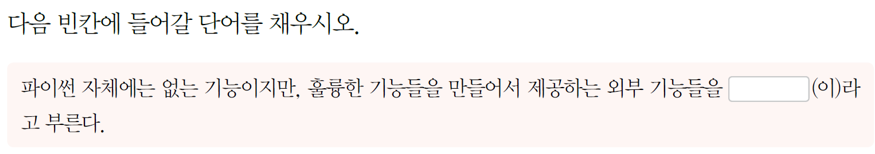 다음 빈칸에 들어갈 단어를 채우시오.
파이썬 자체에는 없는 기능이지만, 훌륭한 기능들을 만들어서 제공하는 외부 기능들을 (이)라
고 부른다.